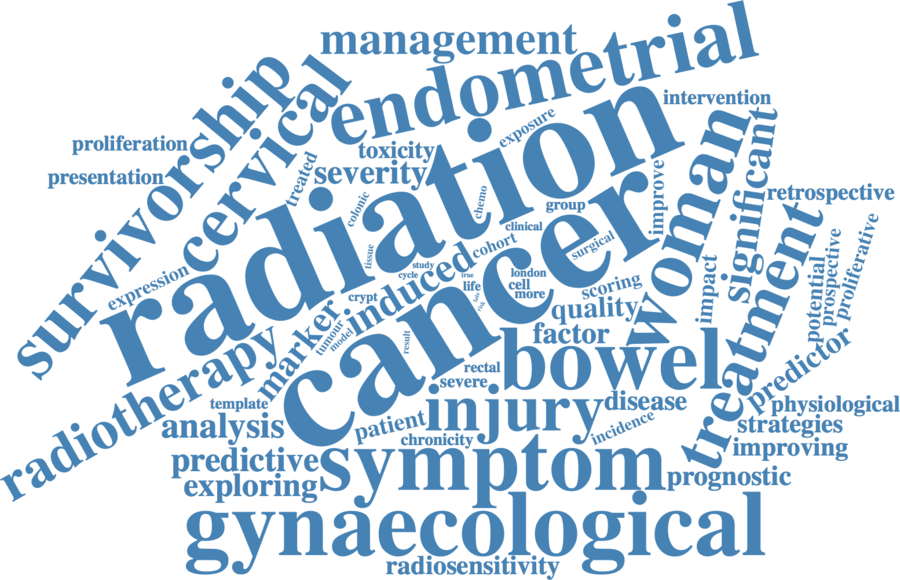 management
endometrial
survivorship
cervical
radiation
intervention
exposure
proliferation
toxicity
severity
presentation
treated
woman
significant
improve
retrospective
colonic
chemo
group
clinical
cancer
surgical
treatment
proliferative
prospective
potential
expression
tissue
study
cycle
true
cohort
induced
london
life
cell
more
late
risk
scoring
quality
impact
crypt
marker
tumour
model
result
factor
radiotherapy
bowel
predictor
rectal
severe
template
injury
disease
physiological
analysis
patient
chronicity
incidence
strategies
improving
predictive
symptom
prognostic
exploring
gynaecological
radiosensitivity